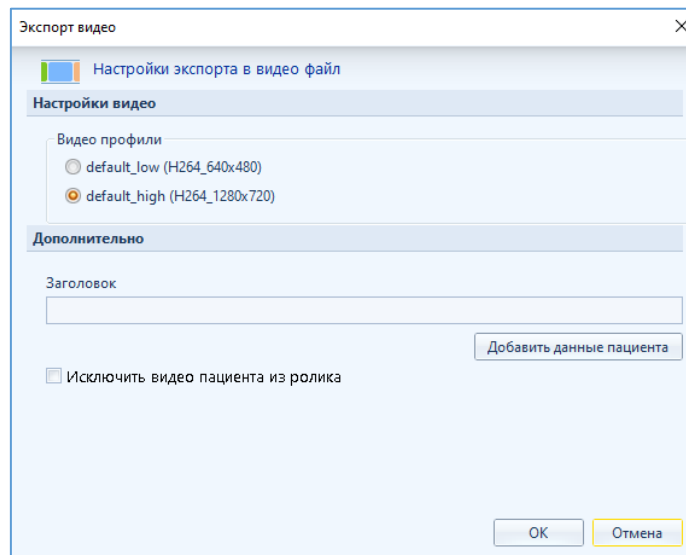 Экспорт видео
Настройки экспорта в видео файл
Настройки видео
Видео профили
default_low (H264_640x480)
default_high (H264_1280x720)
Дополнительно
Заголовок
Добавить данные пациента
Исключить видео пациента из ролика
OK Отмена